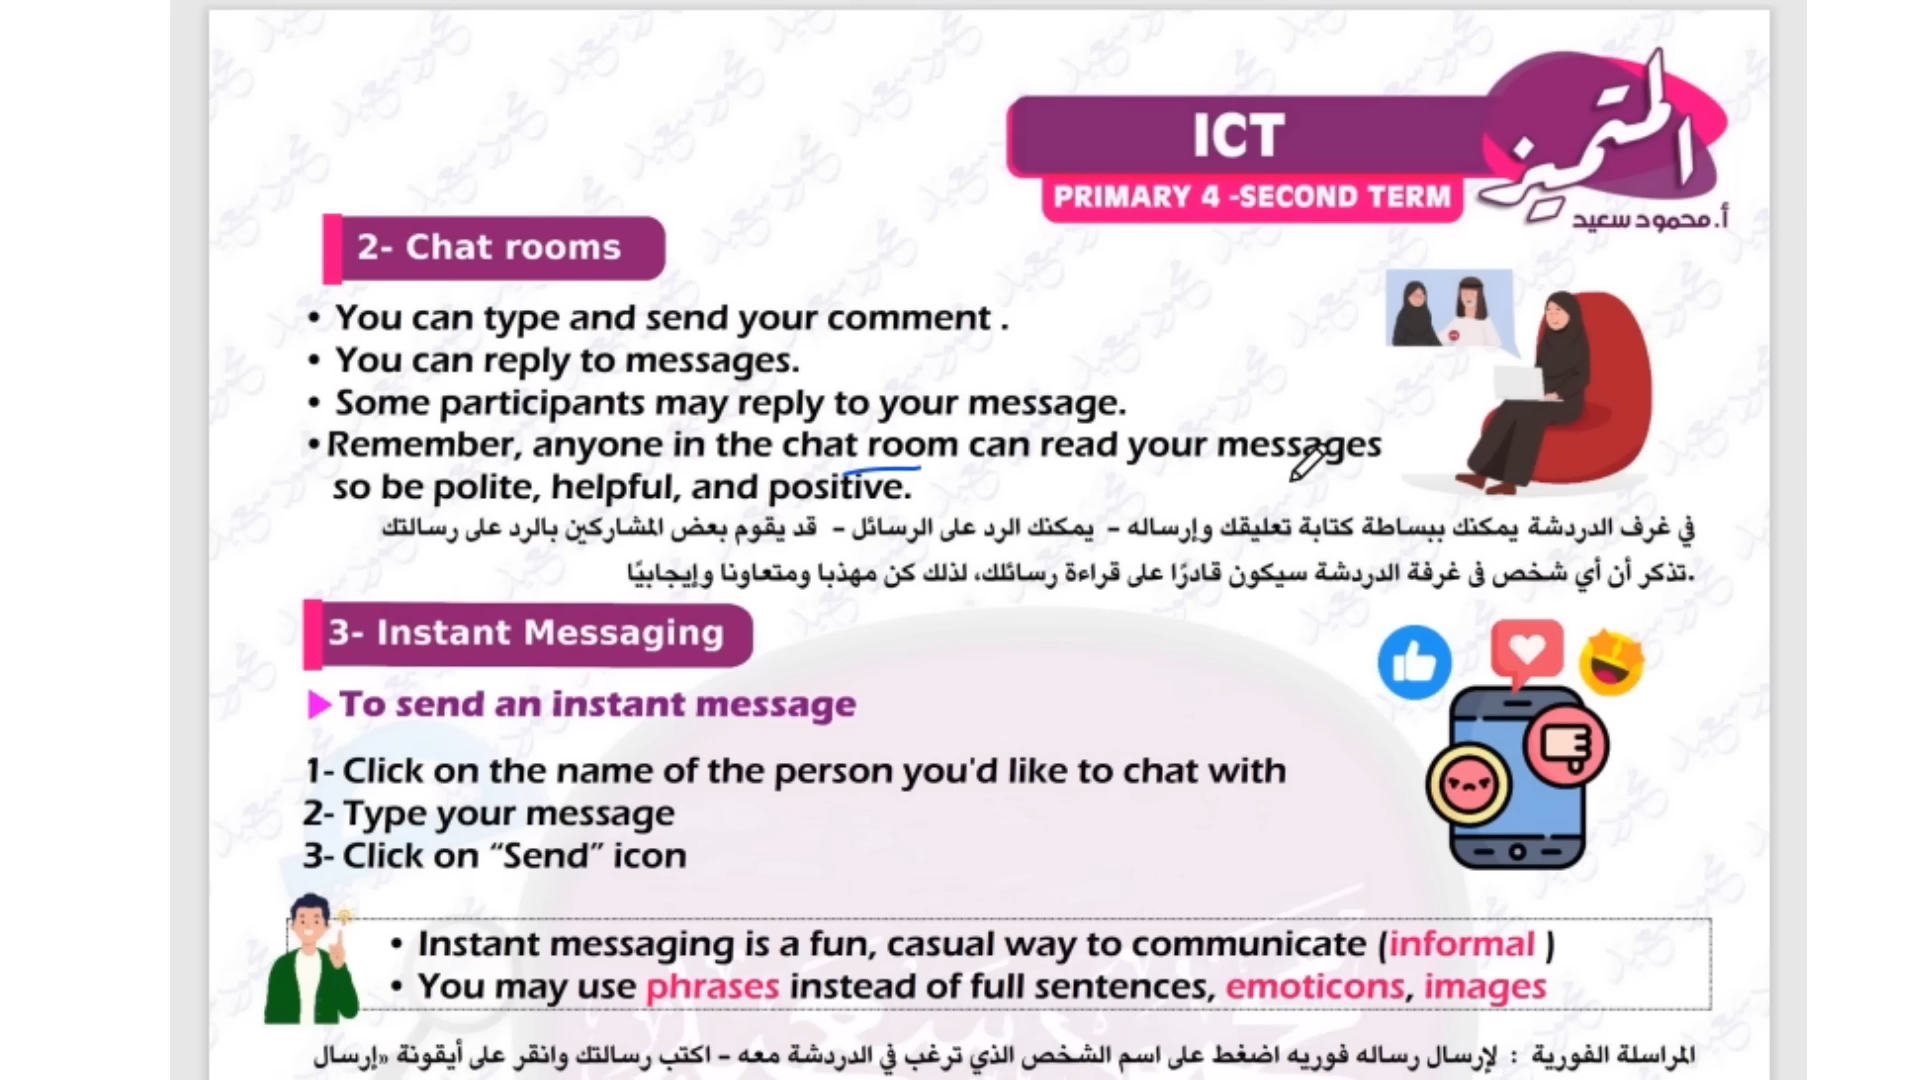 ICT
المتميز
PRIMARY 4 -SECOND TERM
أ. محمود سعيد
2- Chat rooms
• You can type and send your comment .
• You can reply to messages.
• Some participants may reply to your message.
• Remember, anyone in the chat room can read your messages
so be polite, helpful, and positive.
في غرف الدردشة يمكنك ببساطة كتابة تعليقك وإرساله – يمكنك الرد على الرسائل – قد يقوم بعض المشاركين بالرد على رسالتك
.تذكر أن أي شخص فى غرفة الدردشة سيكون قادرًا على قراءة رسائلك، لذلك كن مهذبا ومتعاونا وإيجابيًا
3- Instant Messaging
To send an instant message
1- Click on the name of the person you'd like to chat with
2- Type your message
3- Click on “Send” icon
• Instant messaging is a fun, casual way to communicate (informal )
• You may use phrases instead of full sentences, emoticons, images
المراسلة الفورية : لإرسال رساله فوريه اضغط على اسم الشخص الذي ترغب في الدردشة معه – اكتب رسالتك وانقر على أيقونة «إرسال